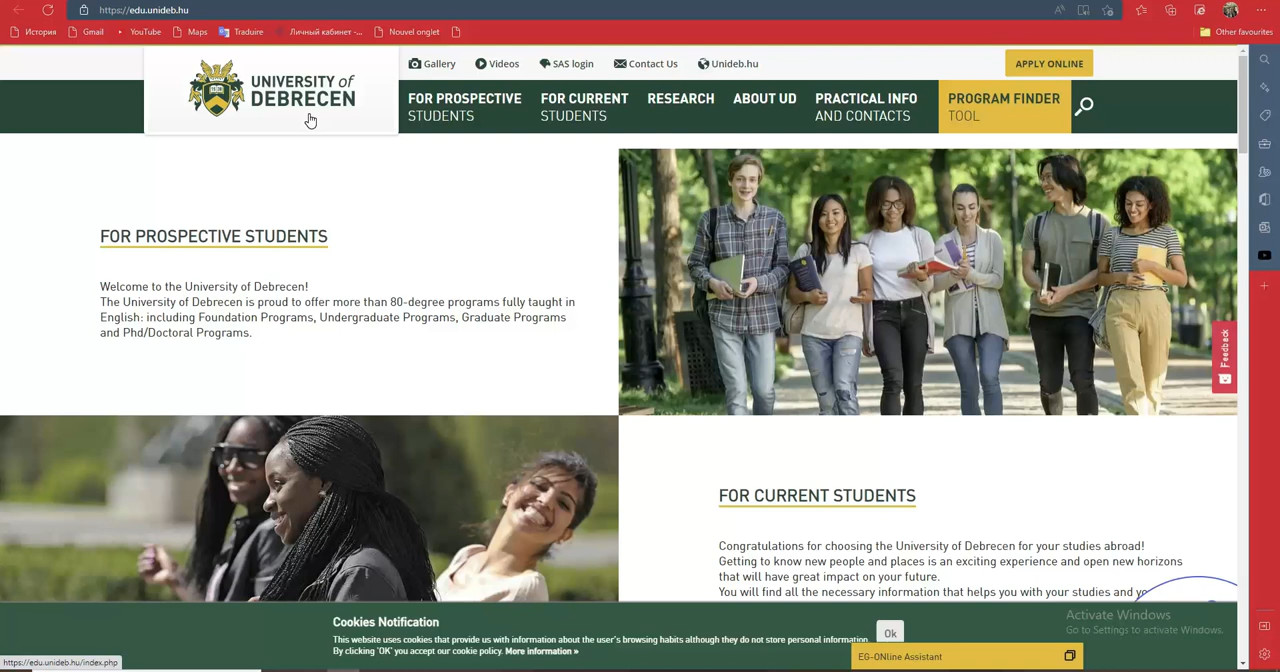 https://edu.unideb.hu
История Gmail YouTube Maps Traduire Личный кабинет -... Nouvel onglet Other favourites
Gallery Videos SAS login Contact Us Unideb.hu APPLY ONLINE
UNIVERSITY of
DEBRECEN
FOR PROSPECTIVE
STUDENTS
FOR CURRENT
STUDENTS
RESEARCH
ABOUT UD
PRACTICAL INFO
AND CONTACTS
PROGRAM FINDER
TOOL
FOR PROSPECTIVE STUDENTS
Welcome to the University of Debrecen!
The University of Debrecen is proud to offer more than 80-degree programs fully taught in
English: including Foundation Programs, Undergraduate Programs, Graduate Programs
and Phd/Doctoral Programs.
Feedback
FOR CURRENT STUDENTS
Congratulations for choosing the University of Debrecen for your studies abroad!
Getting to know new people and places is an exciting experience and open new horizons
that will have great impact on your future.
You will find all the necessary information that helps you with your studies and
Cookies Notification
This website uses cookies that provide us with information about the user's browsing habits although they do not store personal information.
By clicking 'OK' you accept our cookie policy. More information »
Ok
Activate Windows
Go to Settings to activate Windows.
EG-ONline Assistant
https://edu.unideb.hu/index.php